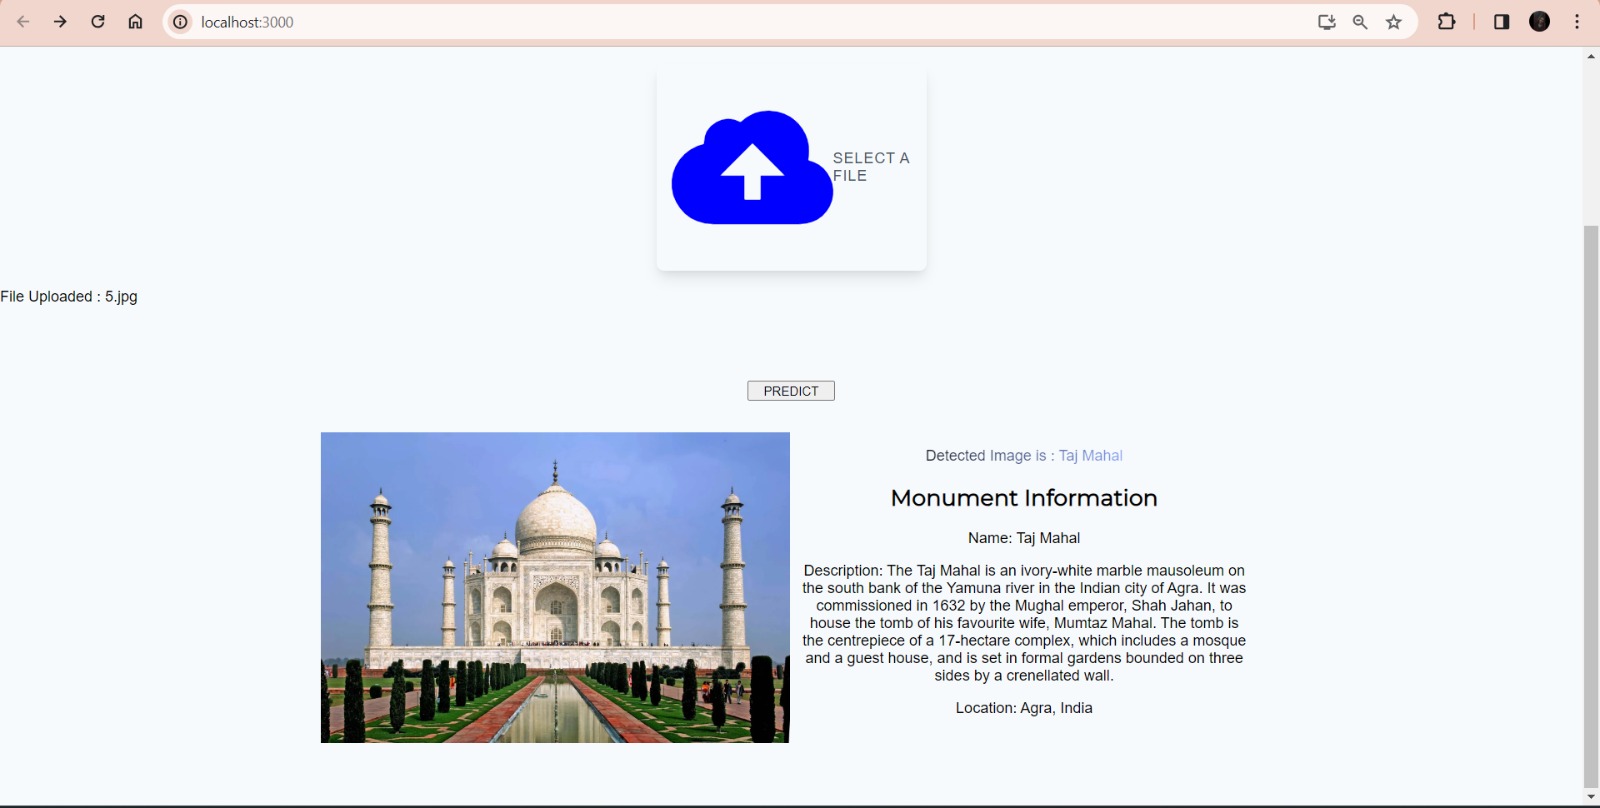 localhost:3000
SELECT A
FILE
File Uploaded : 5.jpg
PREDICT
Detected Image is : Taj Mahal
Monument Information
Name: Taj Mahal
Description: The Taj Mahal is an ivory-white marble mausoleum on
the south bank of the Yamuna river in the Indian city of Agra. It was
commissioned in 1632 by the Mughal emperor, Shah Jahan, to
house the tomb of his favourite wife, Mumtaz Mahal. The tomb is
the centrepiece of a 17-hectare complex, which includes a mosque
and a guest house, and is set in formal gardens bounded on three
sides by a crenellated wall.
Location: Agra, India